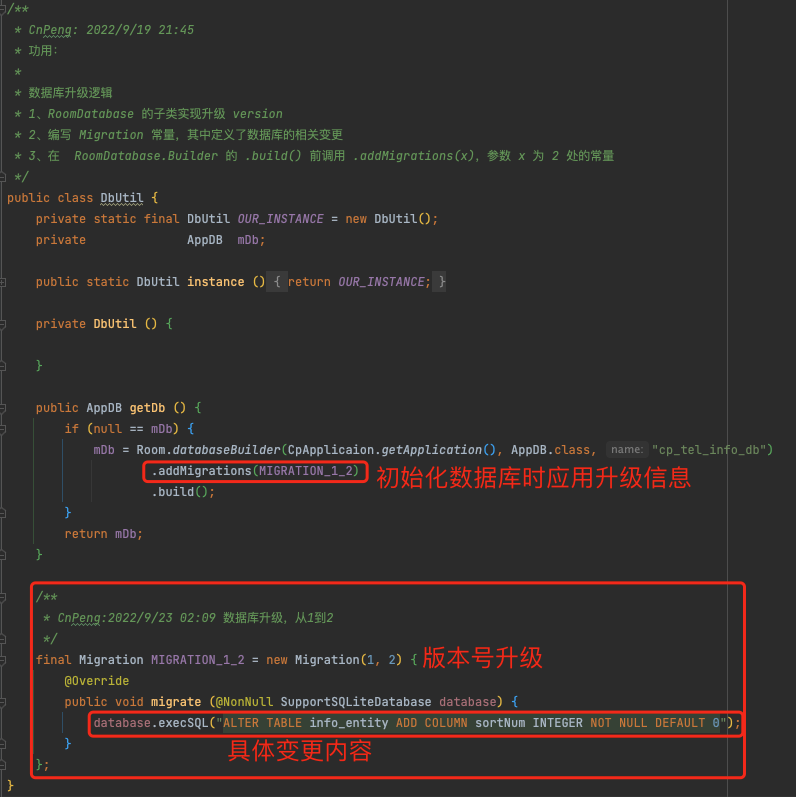 /**
 * CnPeng: 2022/9/19 21:45
 * 功用:
 *
 * 数据库升级逻辑
 * 1、RoomDatabase 的子类实现升级 version
 * 2、编写 Migration 常量，其中定义了数据库的相关变更
 * 3、在 RoomDatabase.Builder 的 .build() 前调用 .addMigrations(x)，参数 x 为 2 处的常量
 */
public class DbUtil {
    private static final DbUtil OUR_INSTANCE = new DbUtil();
    private              AppDB  mDb;
    public static DbUtil instance () { return OUR_INSTANCE; }
    private DbUtil () {
    }
    public AppDB getDb () {
        if (null == mDb) {
            mDb = Room.databaseBuilder(CpApplicaion.getApplication(), AppDB.class, name: "cp_tel_info_db")
                    .addMigrations(MIGRATION_1_2) 初始化数据库时应用升级信息
                    .build();
        }
        return mDb;
    }
    /**
     * CnPeng:2022/9/23 02:09 数据库升级，从1到2
     */
    final Migration MIGRATION_1_2 = new Migration(1, 2) { 版本号升级
        @Override
        public void migrate (@NonNull SupportSQLiteDatabase database) {
            database.execSQL("ALTER TABLE info_entity ADD COLUMN sortNum INTEGER NOT NULL DEFAULT 0");
        } 具体变更内容
    };
}